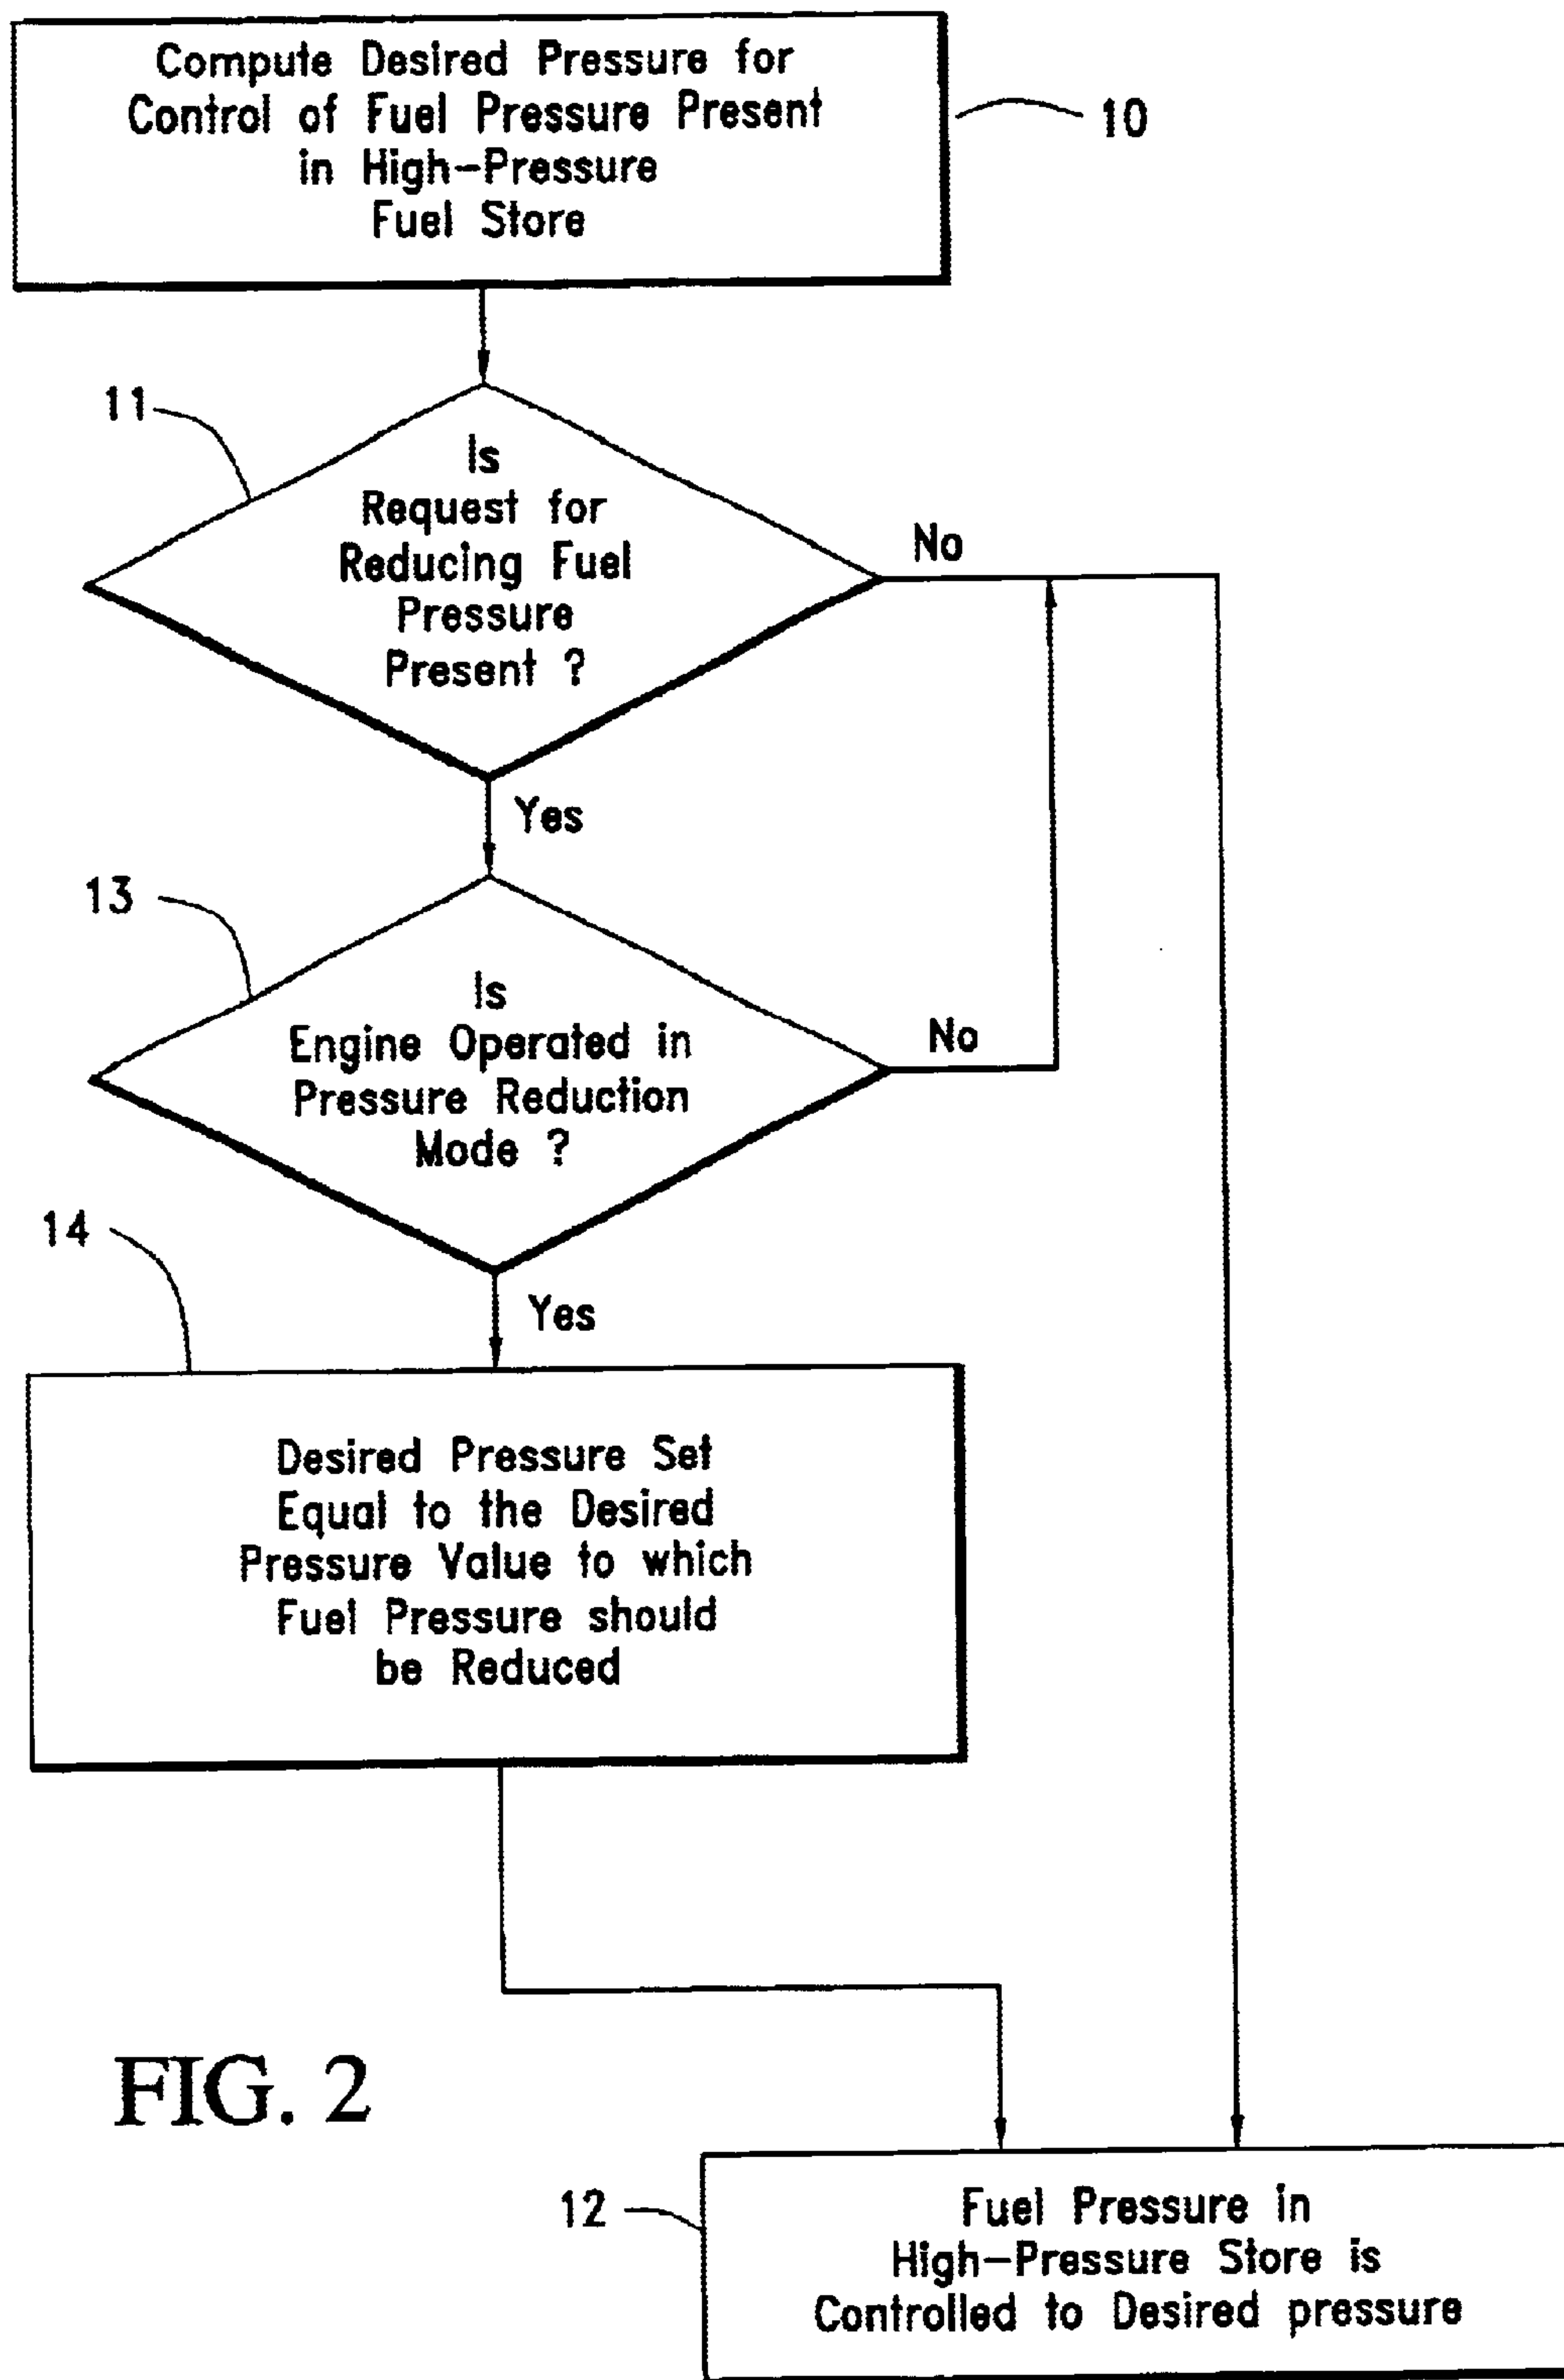 Compute Desired Pressure for
Control of Fuel Pressure Present
in High-Pressure
Fuel Store
10
11
Is
Request for
Reducing Fuel
Pressure
Present ?
No
Yes
13
Is
Engine Operated in
Pressure Reduction
Mode ?
No
14
Yes
Desired Pressure Set
Equal to the Desired
Pressure Value to which
Fuel Pressure should
be Reduced
FIG. 2
12
Fuel Pressure in
High-Pressure Store is
Controlled to Desired pressure